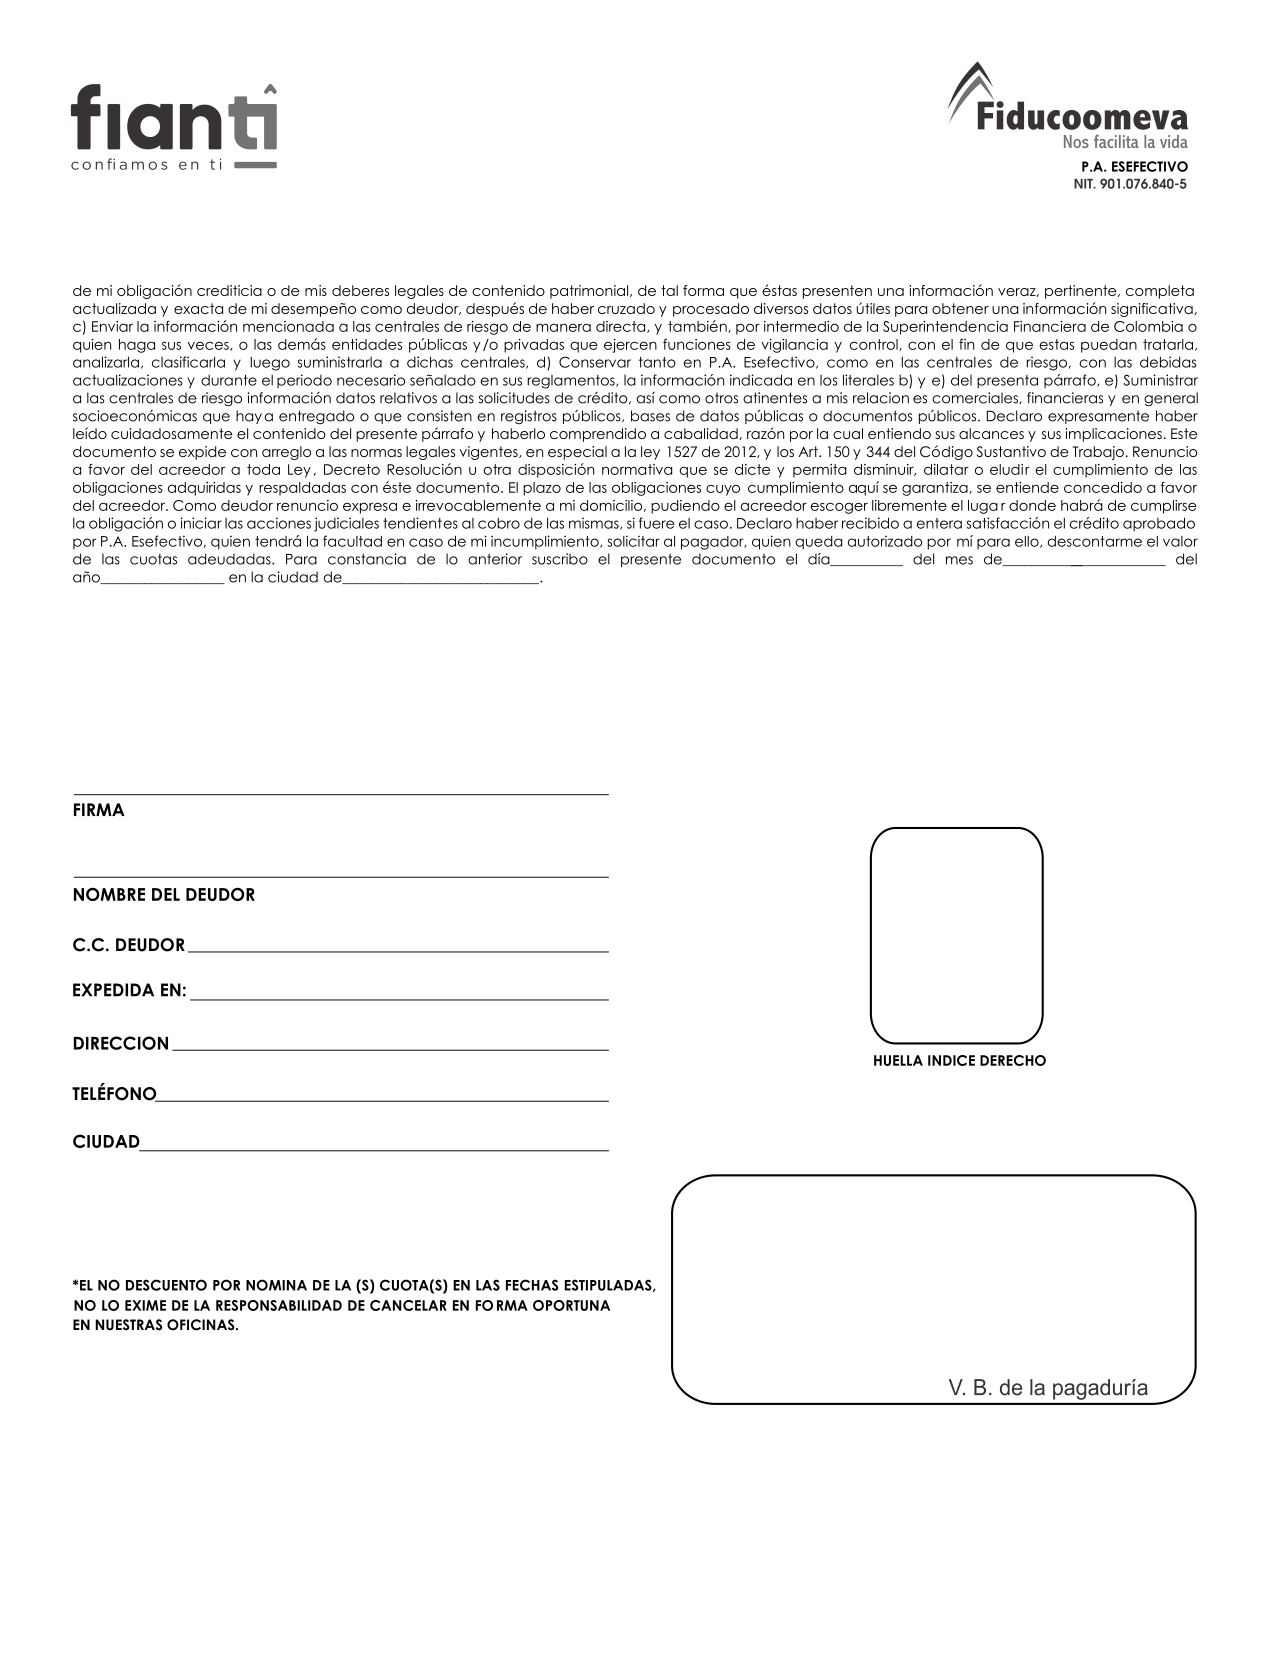 fianti
confiamos en ti
Fiducoomeva
Nos facilita la vida
P.A. ESEFECTIVO
NIT. 901.076.840-5
de mi obligación crediticia o de mis deberes legales de contenido patrimonial, de tal forma que éstas presenten una información veraz, pertinente, completa
actualizada y exacta de mi desempeño como deudor, después de haber cruzado y procesado diversos datos útiles para obtener una información significativa,
c) Enviar la información mencionada a las centrales de riesgo de manera directa, y también, por intermedio de la Superintendencia Financiera de Colombia o
quien haga sus veces, o las demás entidades públicas y/o privadas que ejercen funciones de vigilancia y control, con el fin de que estas puedan tratarla,
analizarla, clasificarla y luego suministrarla a dichas centrales, d) Conservar tanto en P.A. Esefectivo, como en las centrales de riesgo, con las debidas
actualizaciones y durante el periodo necesario señalado en sus reglamentos, la información indicada en los literales b) y e) del presente párrafo, e) Suministrar
a las centrales de riesgo información datos relativos a las solicitudes de crédito, así como otros atinentes a mis relaciones comerciales, financieras y en general
socioeconómicas que haya entregado o que consisten en registros públicos, bases de datos públicas o documentos públicos. Declaro expresamente haber
leído cuidadosamente el contenido del presente párrafo y haberlo comprendido a cabalidad, razón por la cual entiendo sus alcances y sus implicaciones. Este
documento se expide con arreglo a las normas legales vigentes, en especial a la ley 1527 de 2012, y los Art. 150 y 344 del Código Sustantivo de Trabajo. Renuncio
a favor del acreedor a toda Ley, Decreto Resolución u otra disposición normativa que se dicte y permita disminuir, dilatar o eludir el cumplimiento de las
obligaciones adquiridas y respaldadas con éste documento. El plazo de las obligaciones cuyo cumplimiento aquí se garantiza, se entiende concedido a favor
del acreedor. Como deudor renuncio expresa e irrevocablemente a mi domicilio, pudiendo el acreedor escoger libremente el lugar donde habrá de cumplirse
la obligación o iniciar las acciones judiciales tendientes al cobro de las mismas, si fuere el caso. Declaro haber recibido a entera satisfacción el crédito aprobado
por P.A. Esefectivo, quien tendrá la facultad en caso de mi incumplimiento, solicitar al pagador, quien queda autorizado por mí para ello, descontarme el valor
de las cuotas adeudadas. Para constancia de lo anterior suscribo el presente documento el día_________ del mes de____________________ del
año_________________ en la ciudad de___________________________.
FIRMA
NOMBRE DEL DEUDOR
C.C. DEUDOR
EXPEDIDA EN:
DIRECCION
HUELLA INDICE DERECHO
TELÉFONO
CIUDAD
*EL NO DESCUENTO POR NOMINA DE LA (S) CUOTA(S) EN LAS FECHAS ESTIPULADAS,
NO LO EXIME DE LA RESPONSABILIDAD DE CANCELAR EN FORMA OPORTUNA
EN NUESTRAS OFICINAS.
V. B. de la pagaduría